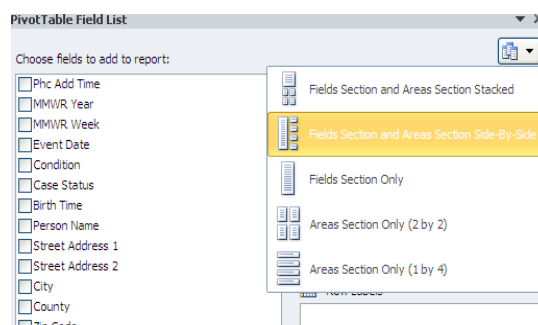 PivotTable Field List
Choose fields to add to report:
Phc Add Time
MMWR Year
MMWR Week
Event Date
Condition
Case Status
Birth Time
Person Name
Street Address 1
Street Address 2
City
County
Zip Code
Fields Section and Areas Section Stacked
Fields Section and Areas Section Side-By-Side
Fields Section Only
Areas Section Only (2 by 2)
Areas Section Only (1 by 4)
Row Labels